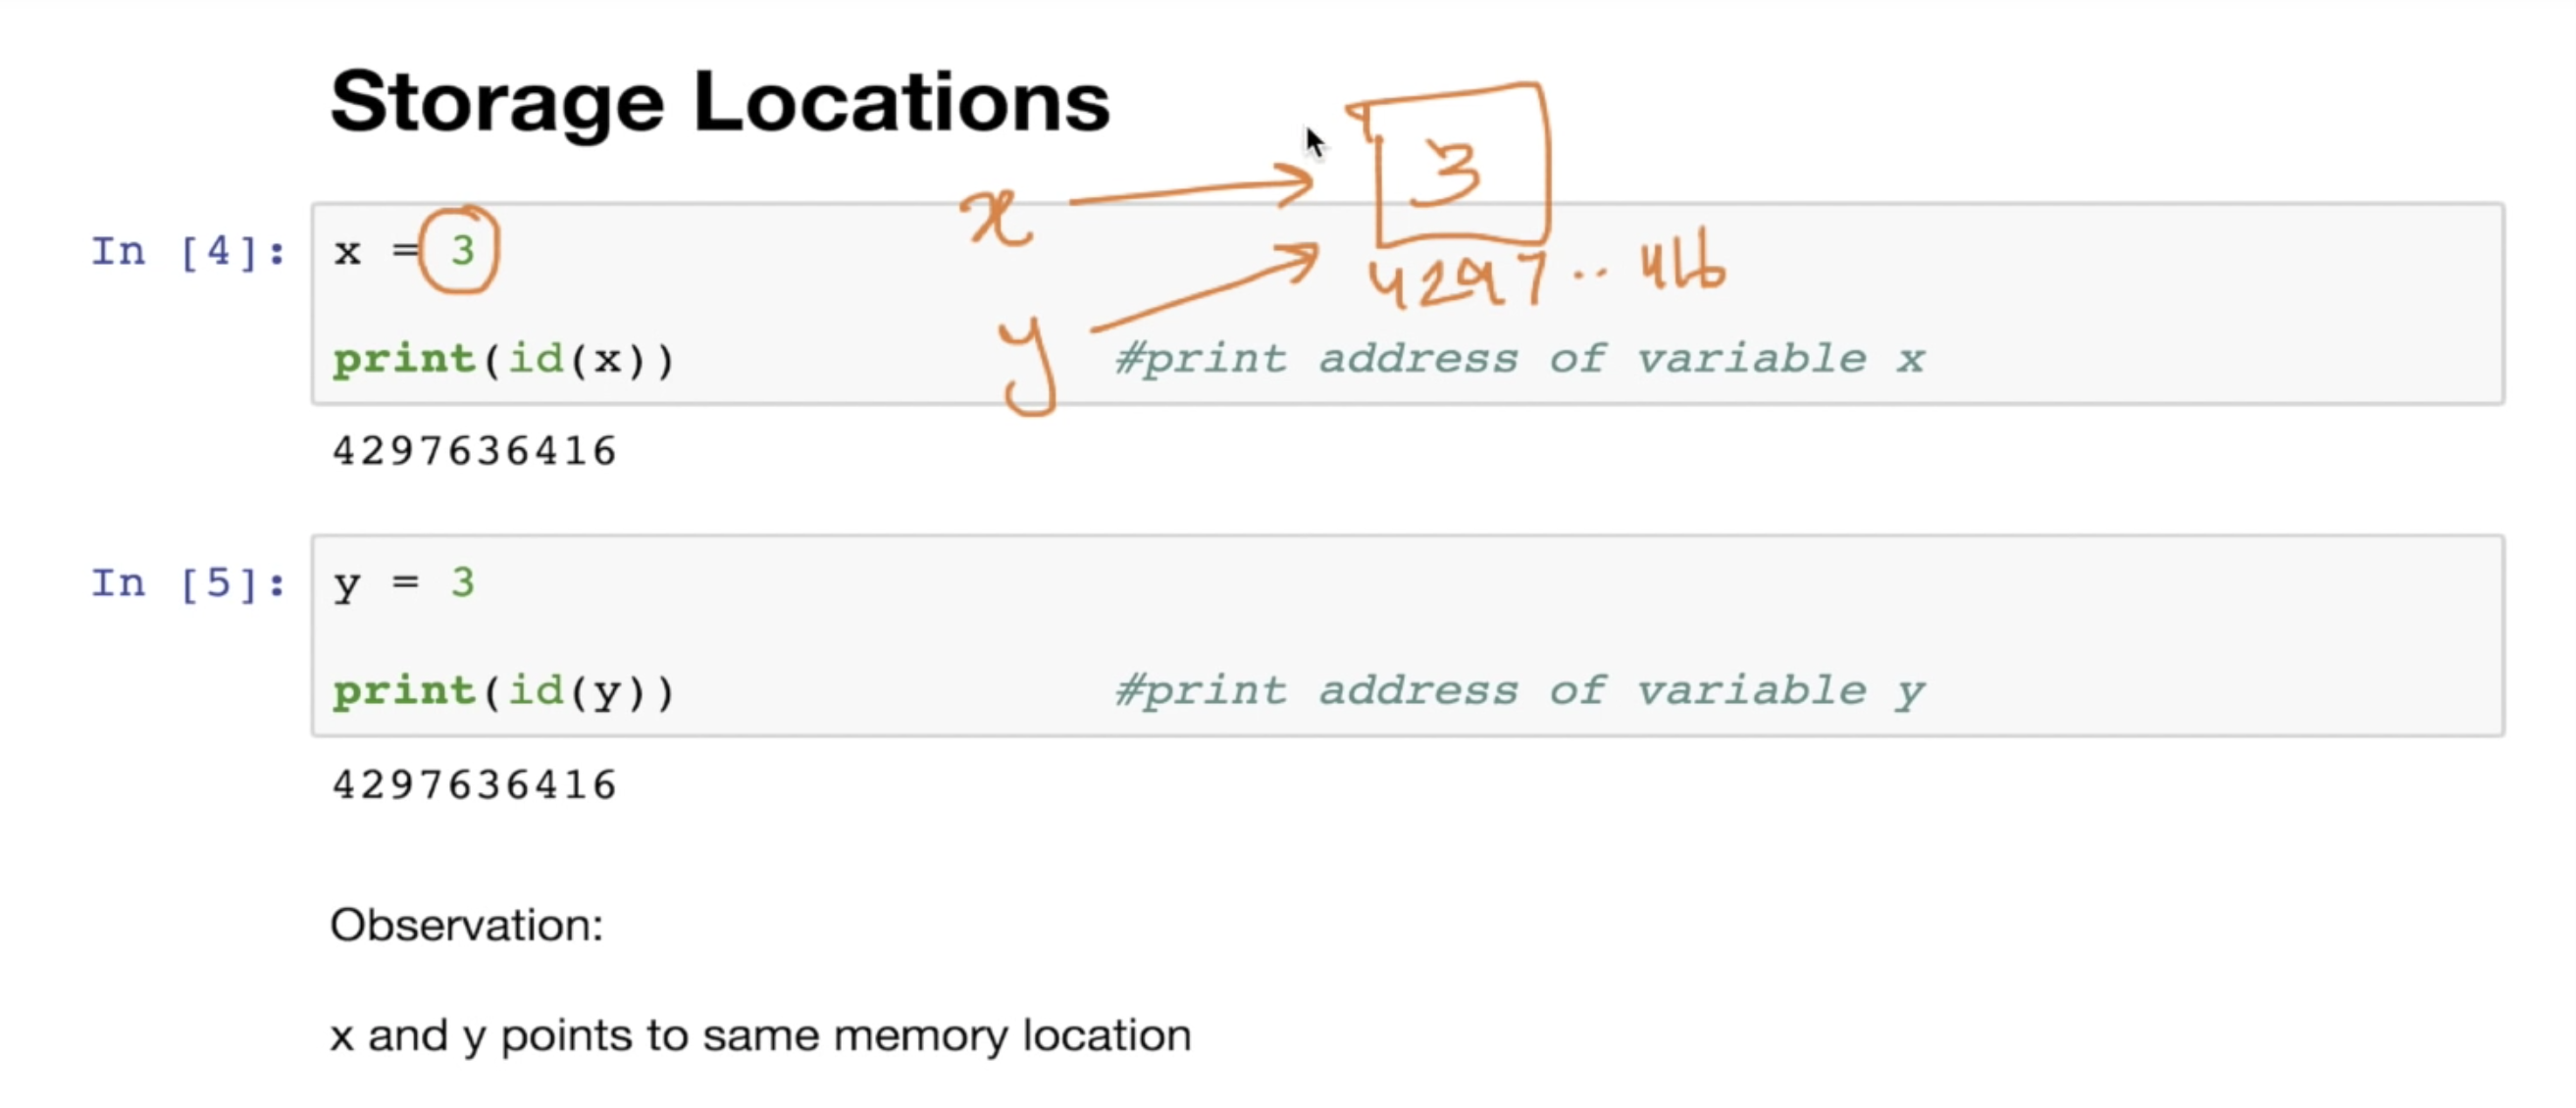 Storage Locations
3
x
4297.. 416
In [4]: x = 3
y
print(id(x)) #print address of variable x
4297636416
In [5]: y = 3
print(id(y)) #print address of variable y
4297636416
Observation:
x and y points to same memory location